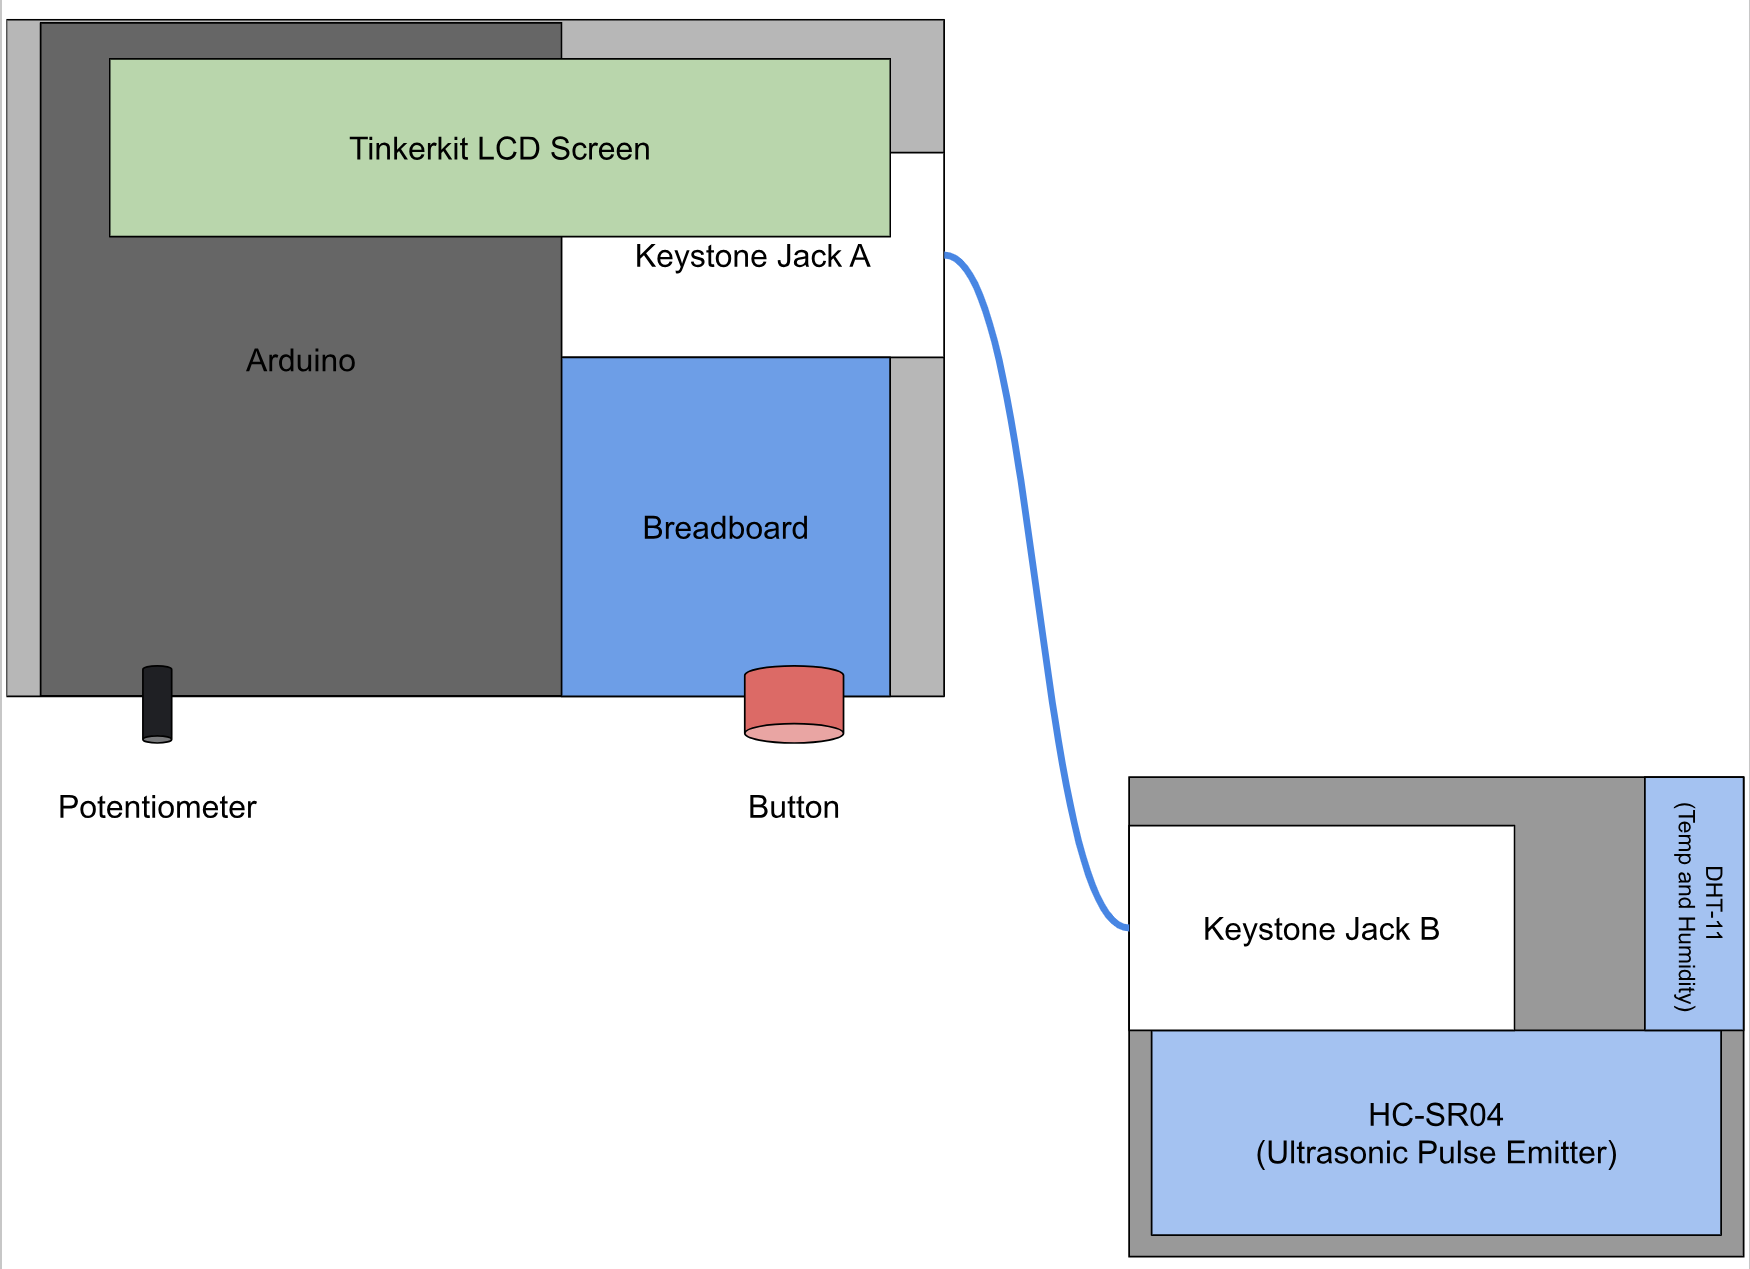 Tinkerkit LCD Screen
Keystone Jack A
Arduino
Breadboard
Potentiometer
Button
DHT-11
(Temp and Humidity)
Keystone Jack B
HC-SR04
(Ultrasonic Pulse Emitter)